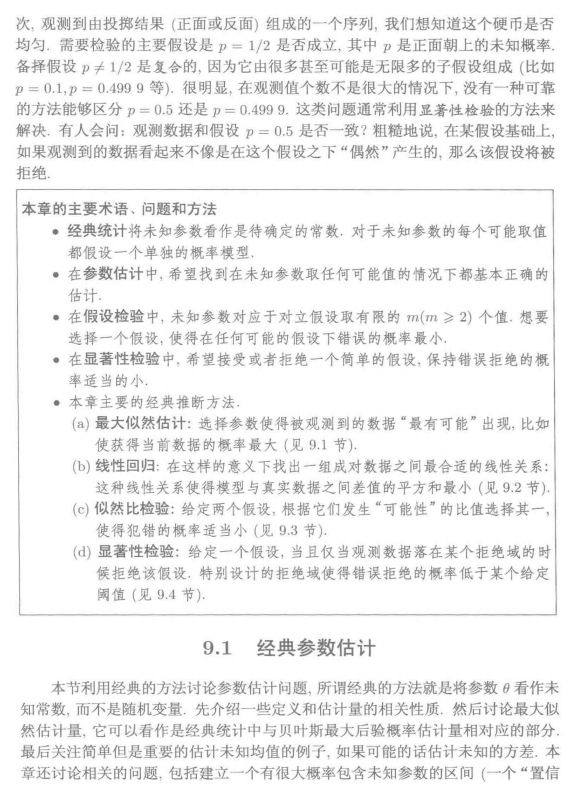 次, 观测到由投掷结果 (正面或反面) 组成的一个序列, 我们想知道这个硬币是否
均匀. 需要检验的主要假设是 p = 1/2 是否成立, 其中 p 是正面朝上的未知概率.
备择假设 p ≠ 1/2 是复合的, 因为它由很多甚至可能是无限多的子假设组成 (比如
p = 0.1, p = 0.499 9 等). 很明显, 在观测值个数不是很大的情况下, 没有一种可靠
的方法能够区分 p = 0.5 还是 p = 0.499 9. 这类问题通常利用显著性检验的方法来
解决. 有人会问: 观测数据和假设 p = 0.5 是否一致? 粗糙地说, 在某假设基础上,
如果观测到的数据看起来不像是在这个假设之下“偶然”产生的, 那么该假设将被
拒绝.
本章的主要术语、问题和方法
• 经典统计将未知参数看作是待确定的常数. 对于未知参数的每个可能取值
都假设一个单独的概率模型.
• 在参数估计中, 希望找到在未知参数取任何可能值的情况下都基本正确的
估计.
• 在假设检验中, 未知参数对应于对立假设取有限的 m(m ⩾ 2) 个值. 想要
选择一个假设, 使得在任何可能的假设下错误的概率最小.
• 在显著性检验中, 希望接受或者拒绝一个简单的假设, 保持错误拒绝的概
率适当的小.
• 本章主要的经典推断方法.
(a) 最大似然估计: 选择参数使得被观测到的数据“最有可能”出现, 比如
使获得当前数据的概率最大 (见 9.1 节).
(b) 线性回归: 在这样的意义下找出一组成对数据之间最合适的线性关系:
这种线性关系使得模型与真实数据之间差值的平方和最小 (见 9.2 节).
(c) 似然比检验: 给定两个假设, 根据它们发生“可能性”的比值选择其一,
使得犯错的概率适当小 (见 9.3 节).
(d) 显著性检验: 给定一个假设, 当且仅当观测数据落在某个拒绝域的时
候拒绝该假设. 特别设计的拒绝域使得错误拒绝的概率低于某个给定
阈值 (见 9.4 节).
9.1 经典参数估计
本节利用经典的方法讨论参数估计问题, 所谓经典的方法就是将参数 θ 看作未
知常数, 而不是随机变量. 先介绍一些定义和估计量的相关性质. 然后讨论最大似
然估计量, 它可以看作是经典统计中与贝叶斯最大后验概率估计量相对应的部分.
最后关注简单但是重要的估计未知均值的例子, 如果可能的话估计未知的方差. 本
章还讨论相关的问题, 包括建立一个有很大概率包含未知参数的区间 (一个“置信